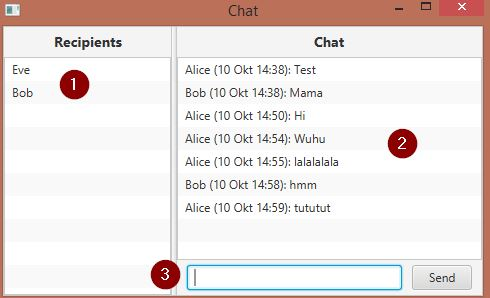 Chat
Recipients
Eve
Bob
1
Chat
Alice (10 Okt 14:38): Test
Bob (10 Okt 14:38): Mama
Alice (10 Okt 14:50): Hi
Alice (10 Okt 14:54): Wuhu
Alice (10 Okt 14:55): lalalalala
Bob (10 Okt 14:58): hmm
Alice (10 Okt 14:59): tututut
2
3
Send